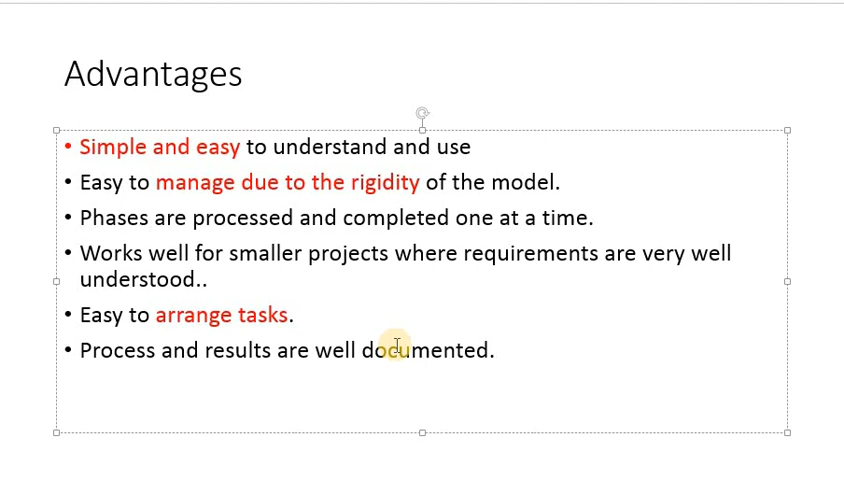 Advantages
• Simple and easy to understand and use
• Easy to manage due to the rigidity of the model.
• Phases are processed and completed one at a time.
• Works well for smaller projects where requirements are very well
understood..
• Easy to arrange tasks.
• Process and results are well documented.